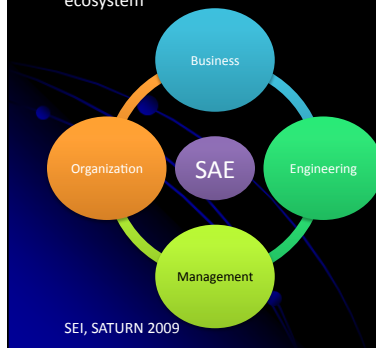 ecosystem
Business
Organization
SAE
Engineering
Management
SEI, SATURN 2009